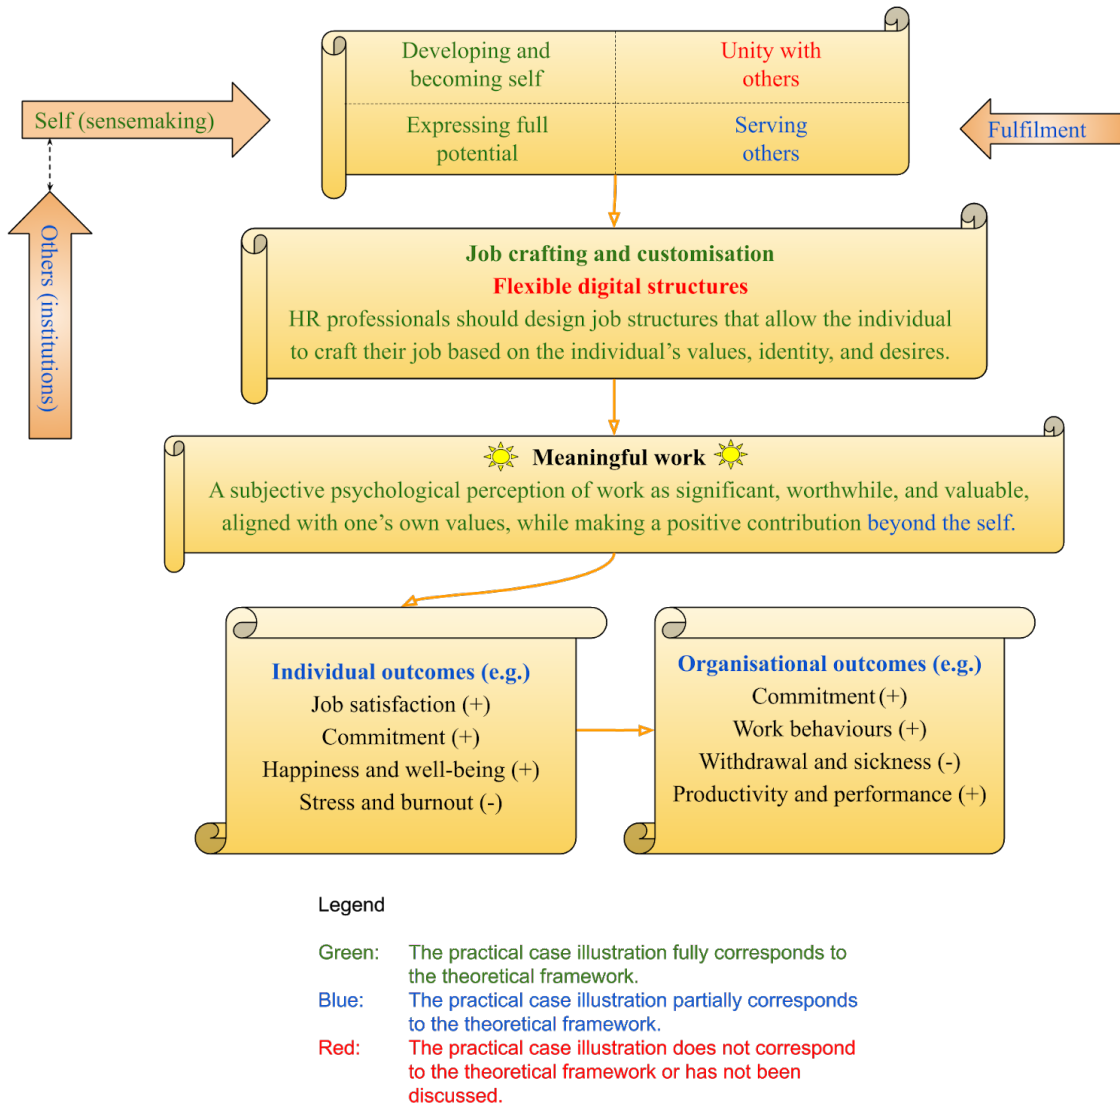 Developing and
becoming self
Unity with
others
Expressing full
potential
Serving
others
Self (sensemaking)
Fulfilment
Others (institutions)
Job crafting and customisation
Flexible digital structures
HR professionals should design job structures that allow the individual
to craft their job based on the individual’s values, identity, and desires.
Meaningful work
A subjective psychological perception of work as significant, worthwhile, and valuable,
aligned with one’s own values, while making a positive contribution beyond the self.
Individual outcomes (e.g.)
Job satisfaction (+)
Commitment (+)
Happiness and well-being (+)
Stress and burnout (-)
Organisational outcomes (e.g.)
Commitment (+)
Work behaviours (+)
Withdrawal and sickness (-)
Productivity and performance (+)
Legend
Green: The practical case illustration fully corresponds to
the theoretical framework.
Blue: The practical case illustration partially corresponds
to the theoretical framework.
Red: The practical case illustration does not correspond
to the theoretical framework or has not been
discussed.